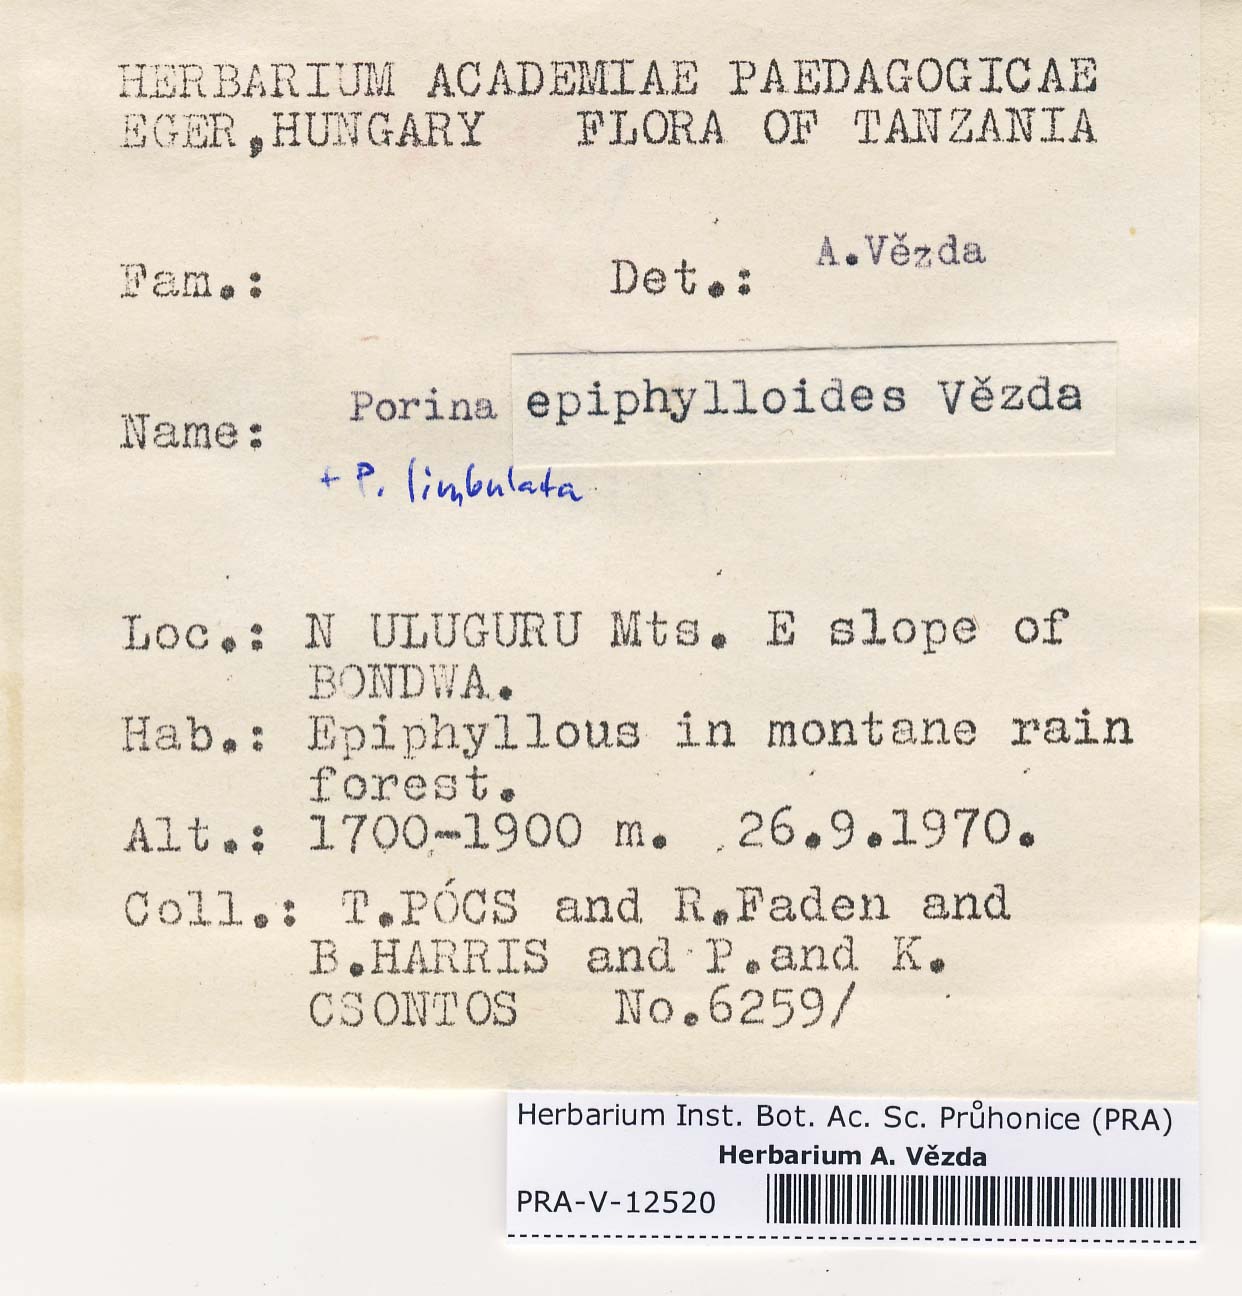 HERBARIUM ACADEMIAE PAEDAGOGICAE
EGER,HUNGARY FLORA OF TANZANIA
Fam.: Det.: A.Vězda
Name: Porina epiphylloides Vězda
+ P. limbulata
Loc.: N ULUGURU Mts. E slope of
BONDWA.
Hab.: Epiphyllous in montane rain
forest.
Alt.: 1700-1900 m. 26.9.1970.
Coll.: T.PÓCS and R.Faden and
B.HARRIS and P.and K.
CSONTOS No.6259/
Herbarium Inst. Bot. Ac. Sc. Průhonice (PRA)
Herbarium A. Vězda
PRA-V-12520